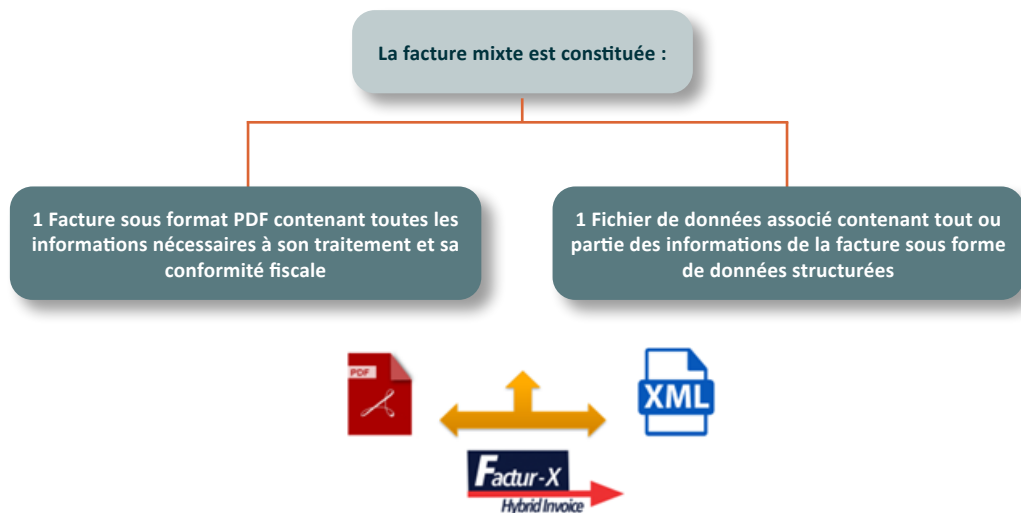 La facture mixte est constituée :
1 Facture sous format PDF contenant toutes les
informations nécessaires à son traitement et sa
conformité fiscale
1 Fichier de données associé contenant tout ou
partie des informations de la facture sous forme
de données structurées
PDF
XML
Factur-X
Hybrid Invoice